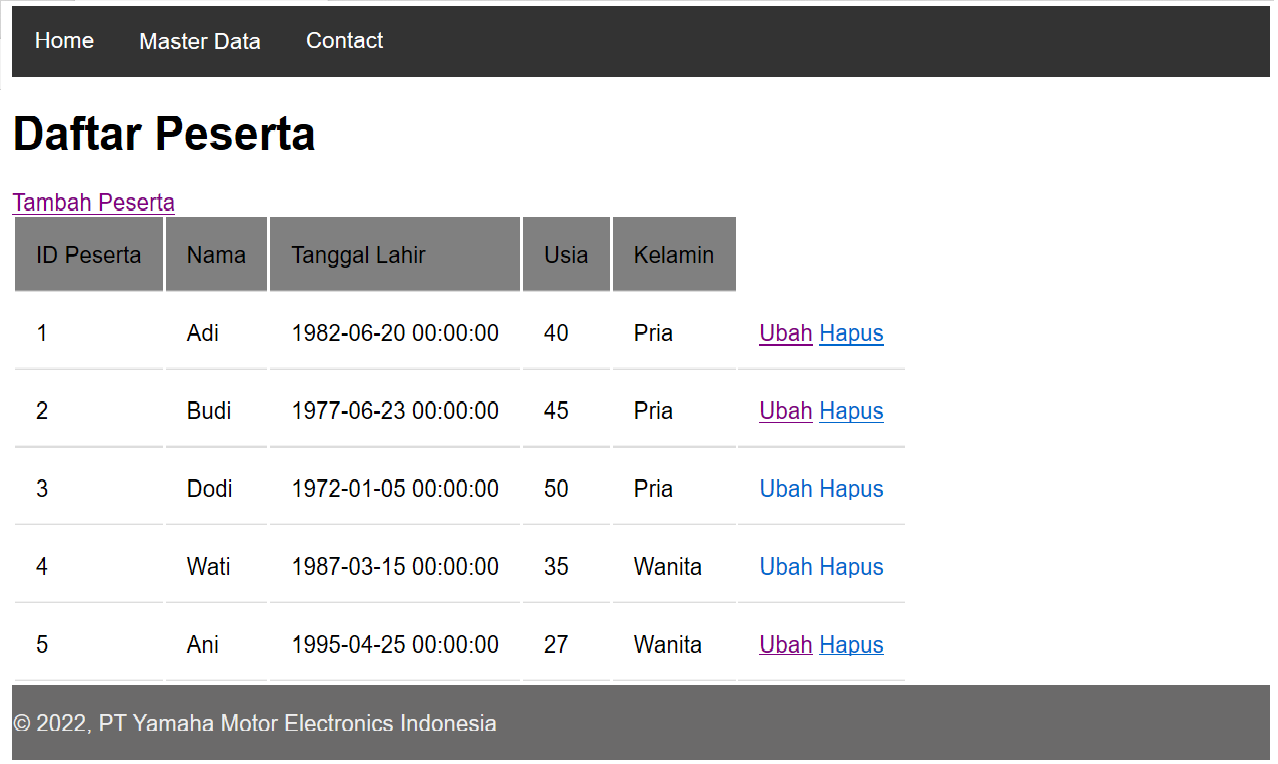 Home Master Data Contact
Daftar Peserta
Tambah Peserta
ID Peserta Nama Tanggal Lahir Usia Kelamin
1 Adi 1982-06-20 00:00:00 40 Pria Ubah Hapus
2 Budi 1977-06-23 00:00:00 45 Pria Ubah Hapus
3 Dodi 1972-01-05 00:00:00 50 Pria Ubah Hapus
4 Wati 1987-03-15 00:00:00 35 Wanita Ubah Hapus
5 Ani 1995-04-25 00:00:00 27 Wanita Ubah Hapus
© 2022, PT Yamaha Motor Electronics Indonesia